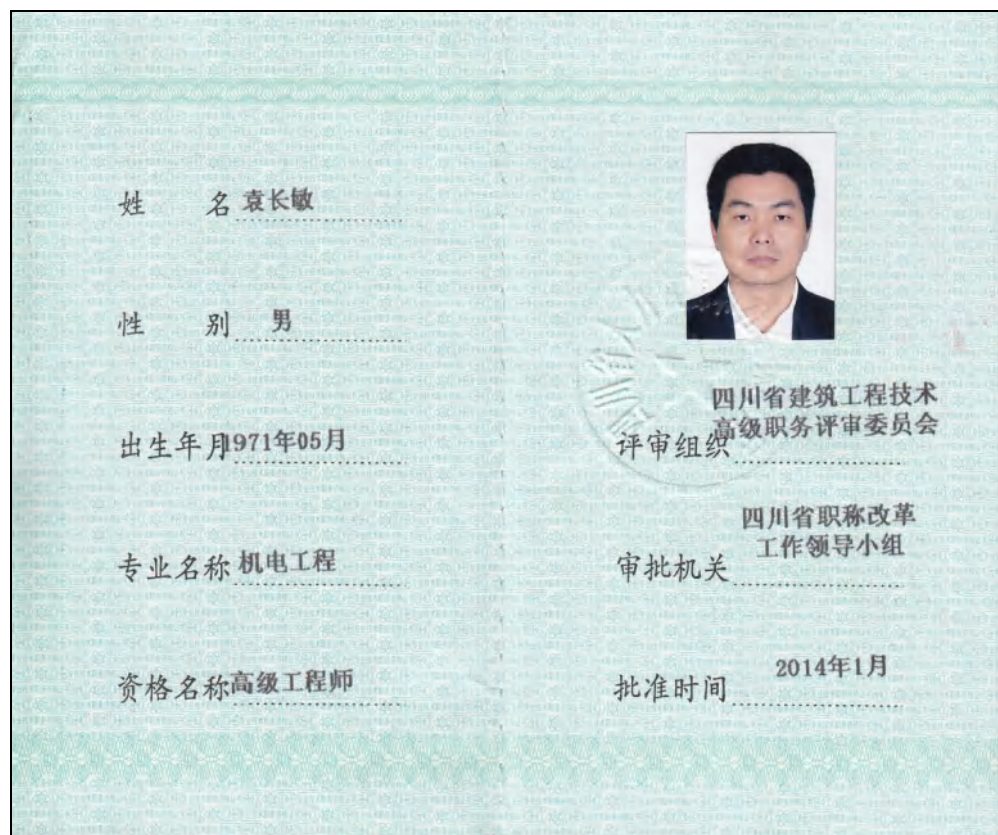 姓 名 袁长敏
性 别 男
出生年月 1971年05月
专业名称 机电工程
资格名称 高级工程师
四川省建筑工程技术
高级职务评审委员会
评审组织
四川省职称改革
工作领导小组
审批机关
批准时间 2014年1月